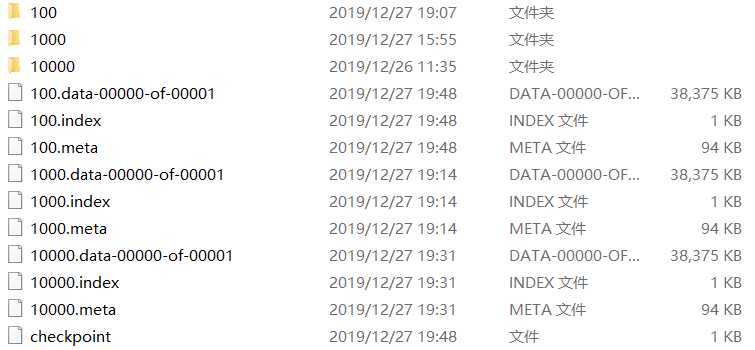 100 2019/12/27 19:07 文件夹
1000 2019/12/27 15:55 文件夹
10000 2019/12/26 11:35 文件夹
100.data-00000-of-00001 2019/12/27 19:48 DATA-00000-OF... 38,375 KB
100.index 2019/12/27 19:48 INDEX 文件 1 KB
100.meta 2019/12/27 19:48 META 文件 94 KB
1000.data-00000-of-00001 2019/12/27 19:14 DATA-00000-OF... 38,375 KB
1000.index 2019/12/27 19:14 INDEX 文件 1 KB
1000.meta 2019/12/27 19:14 META 文件 94 KB
10000.data-00000-of-00001 2019/12/27 19:31 DATA-00000-OF... 38,375 KB
10000.index 2019/12/27 19:31 INDEX 文件 1 KB
10000.meta 2019/12/27 19:31 META 文件 94 KB
checkpoint 2019/12/27 19:48 文件 1 KB